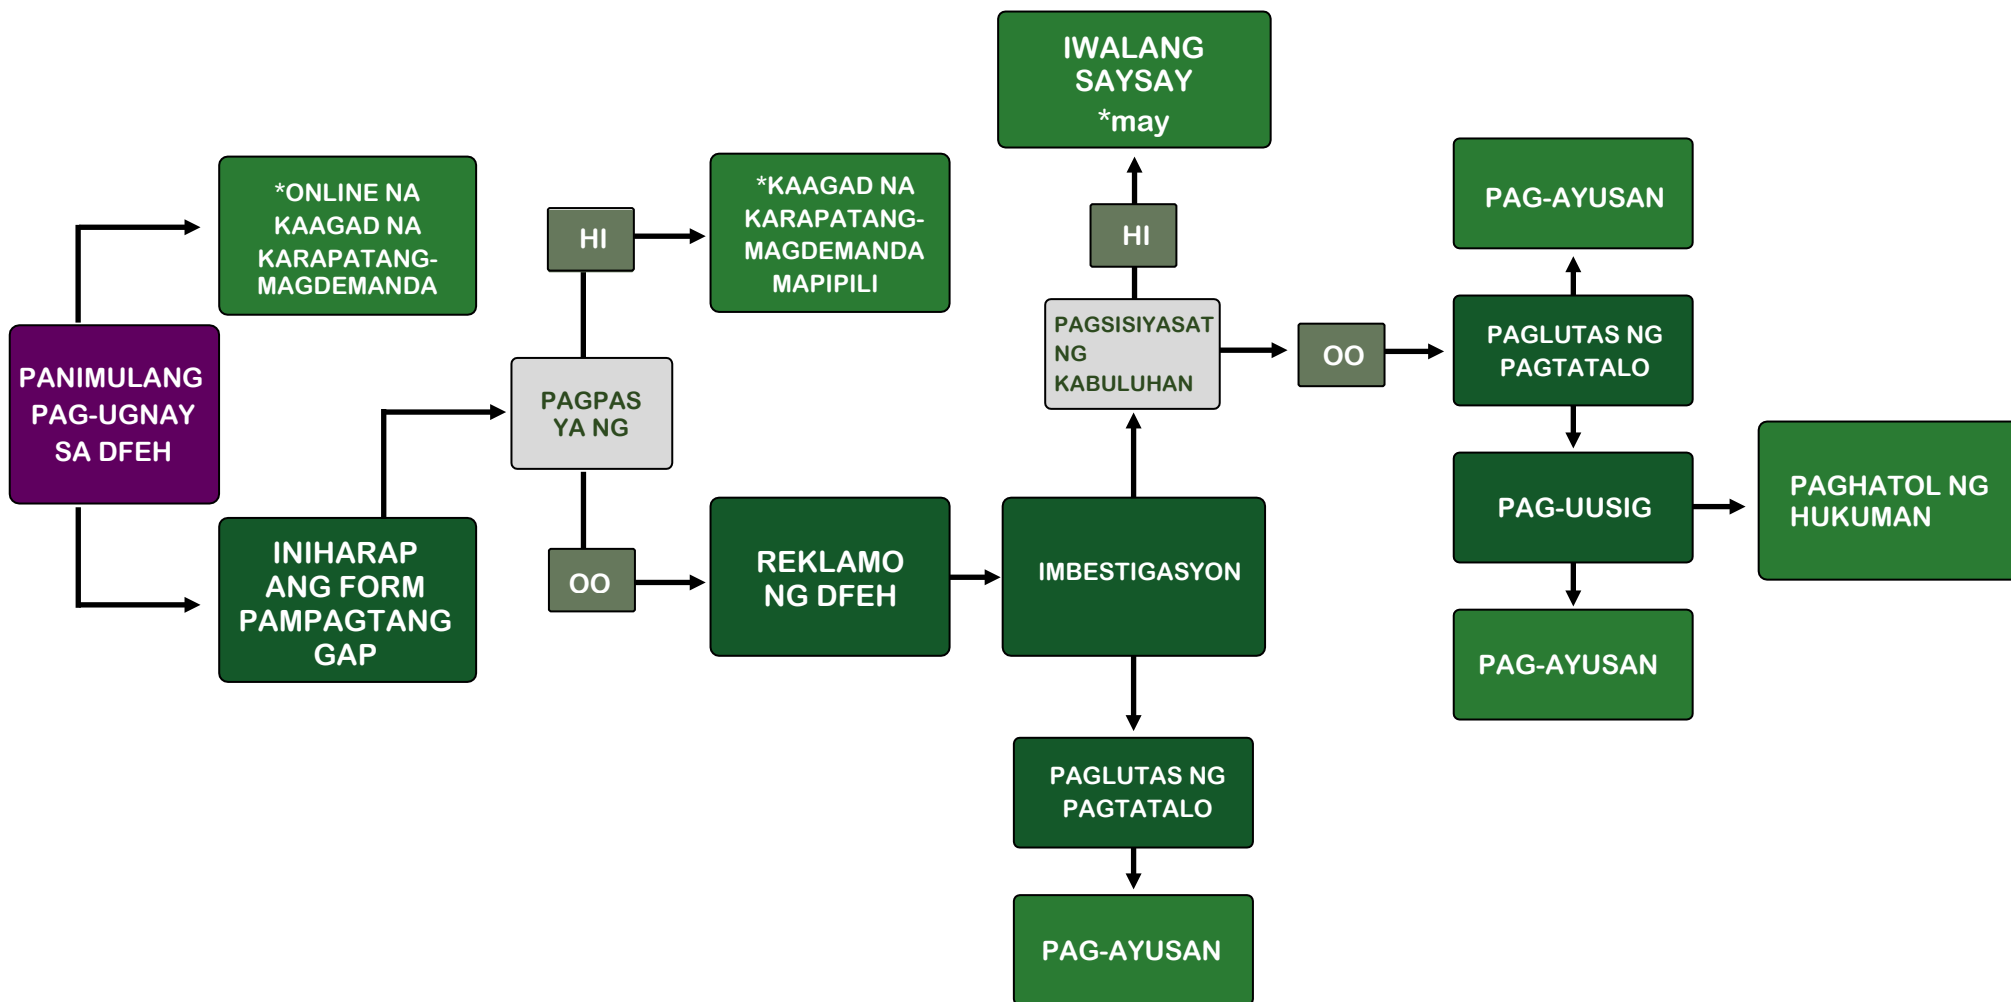 IWALANG
SAYSAY
*may
*ONLINE NA
KAAGAD NA
KARAPATANG-
MAGDEMANDA
HI
*KAAGAD NA
KARAPATANG-
MAGDEMANDA
MAPIPILI
HI
PAG-AYUSAN
PANIMULANG
PAG-UGNAY
SA DFEH
PAGPAS
YA NG
PAGSISIYASAT
NG
KABULUHAN
OO
PAGLUTAS NG
PAGTATALO
INIHARAP
ANG FORM
PAMPAGTANG
GAP
OO
REKLAMO
NG DFEH
IMBESTIGASYON
PAG-UUSIG
PAGHATOL NG
HUKUMAN
PAG-AYUSAN
PAGLUTAS NG
PAGTATALO
PAG-AYUSAN